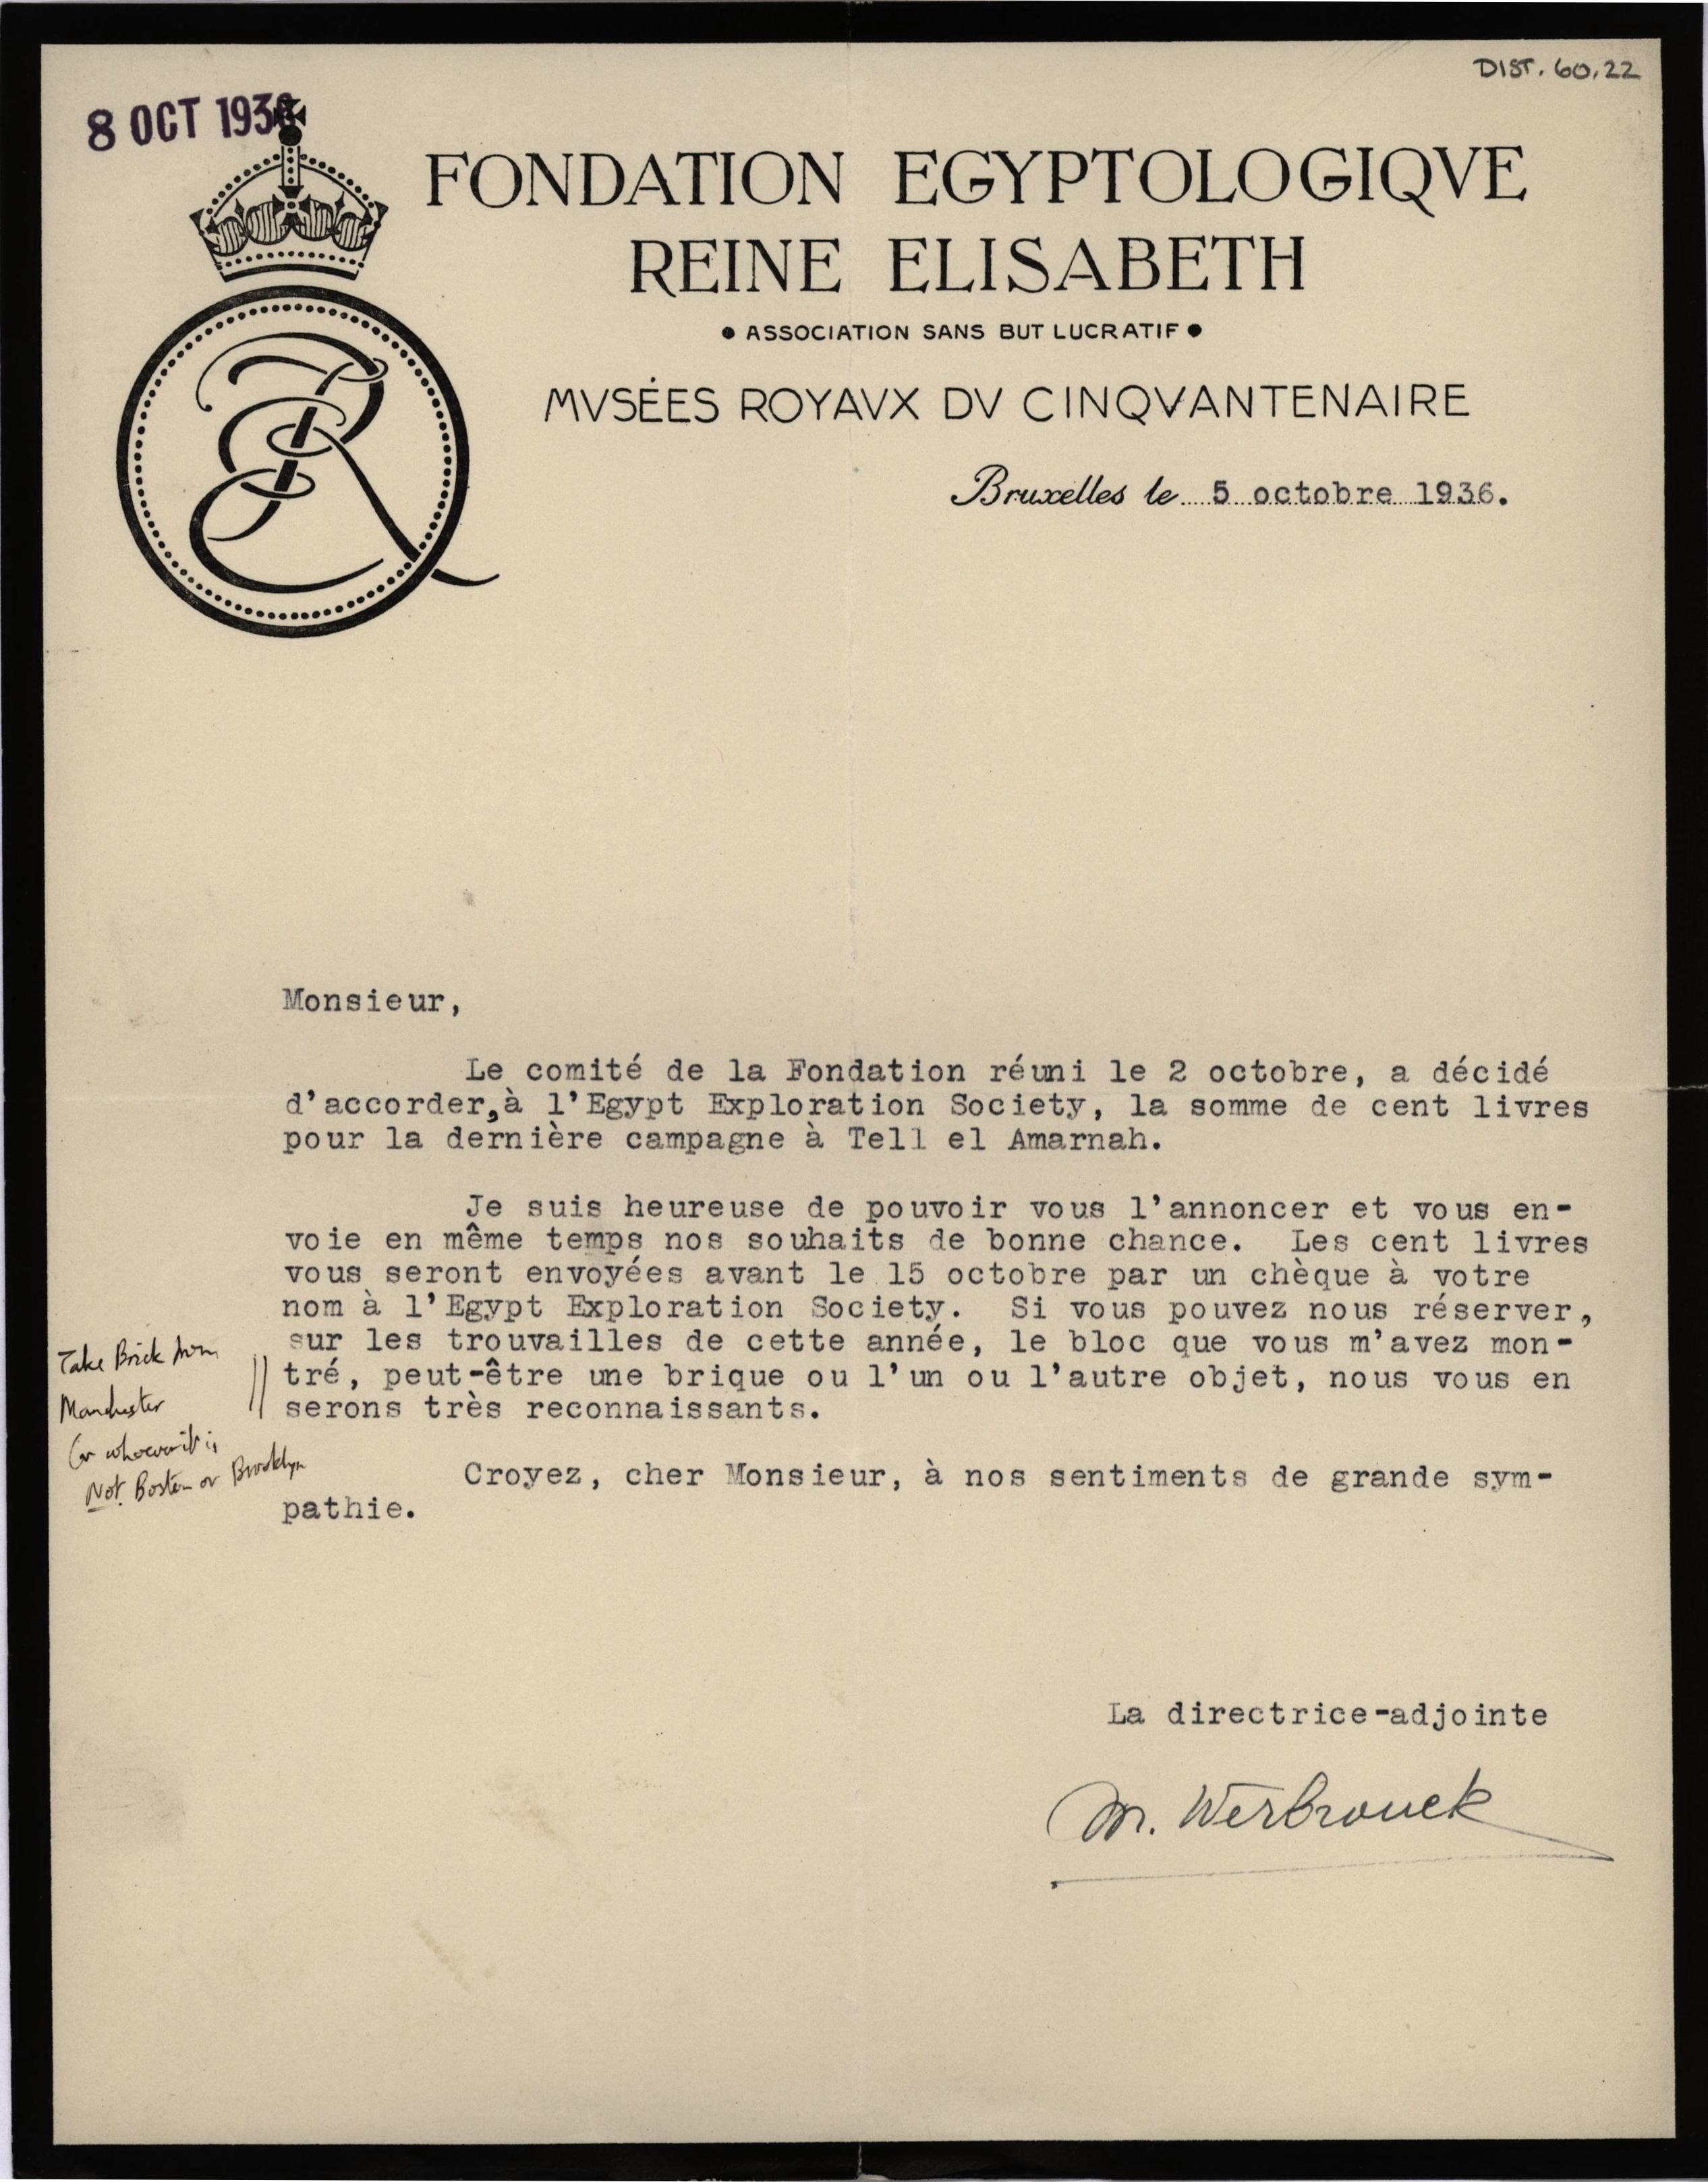 DIST. 60.22
8 OCT 1936
FONDATION EGYPTOLOGIQVE
REINE ELISABETH
• ASSOCIATION SANS BUT LUCRATIF •
MVSÉES ROYAVX DV CINQVANTENAIRE
Bruxelles le 5 octobre 1936.
ER
Monsieur,
Le comité de la Fondation réuni le 2 octobre, a décidé
d'accorder,à l'Egypt Exploration Society, la somme de cent livres
pour la dernière campagne à Tell el Amarnah.
Je suis heureuse de pouvoir vous l'annoncer et vous en-
voie en même temps nos souhaits de bonne chance. Les cent livres
vous seront envoyées avant le 15 octobre par un chèque à votre
nom à l'Egypt Exploration Society. Si vous pouvez nous réserver,
sur les trouvailles de cette année, le bloc que vous m'avez mon-
tré, peut-être une brique ou l'un ou l'autre objet, nous vous en
serons très reconnaissants.
Take Brick from
Manchester
(or whoever it is
Not Boston or Brooklyn
Croyez, cher Monsieur, à nos sentiments de grande sym-
pathie.
La directrice-adjointe
M. Werbrouck